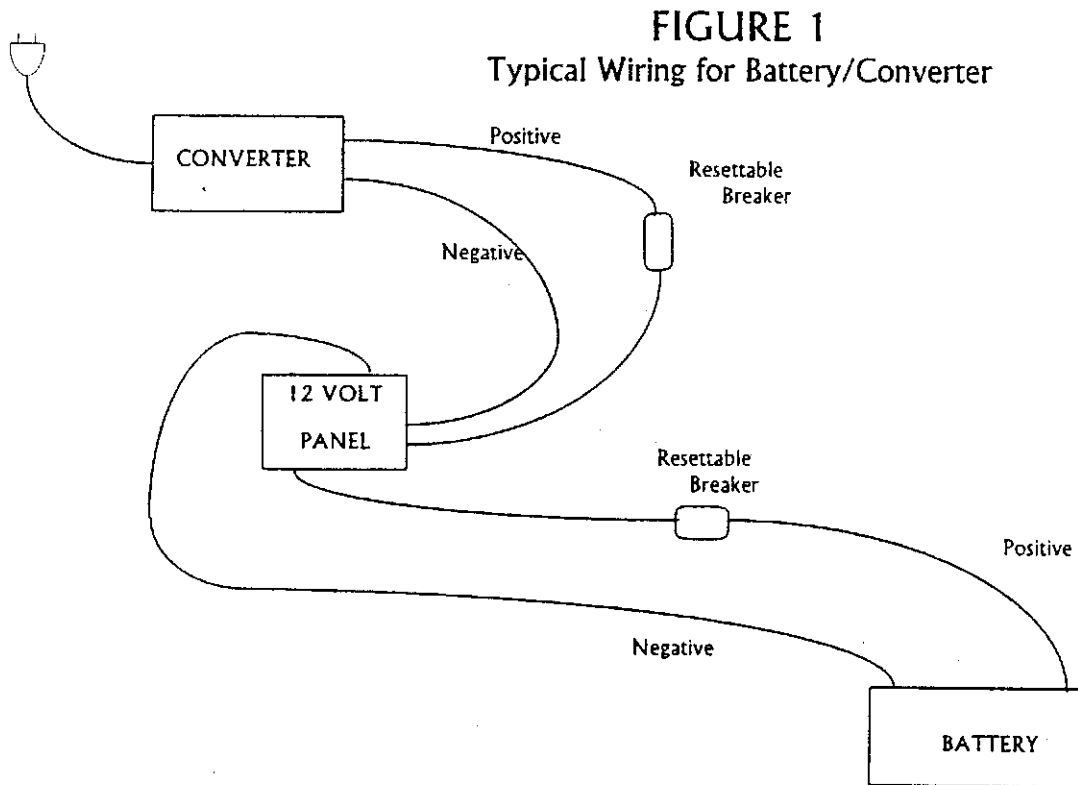 FIGURE 1
Typical Wiring for Battery/Converter
Positive
CONVERTER
Resettable
Breaker
Negative
12 VOLT
PANEL
Resettable
Breaker
Positive
Negative
BATTERY